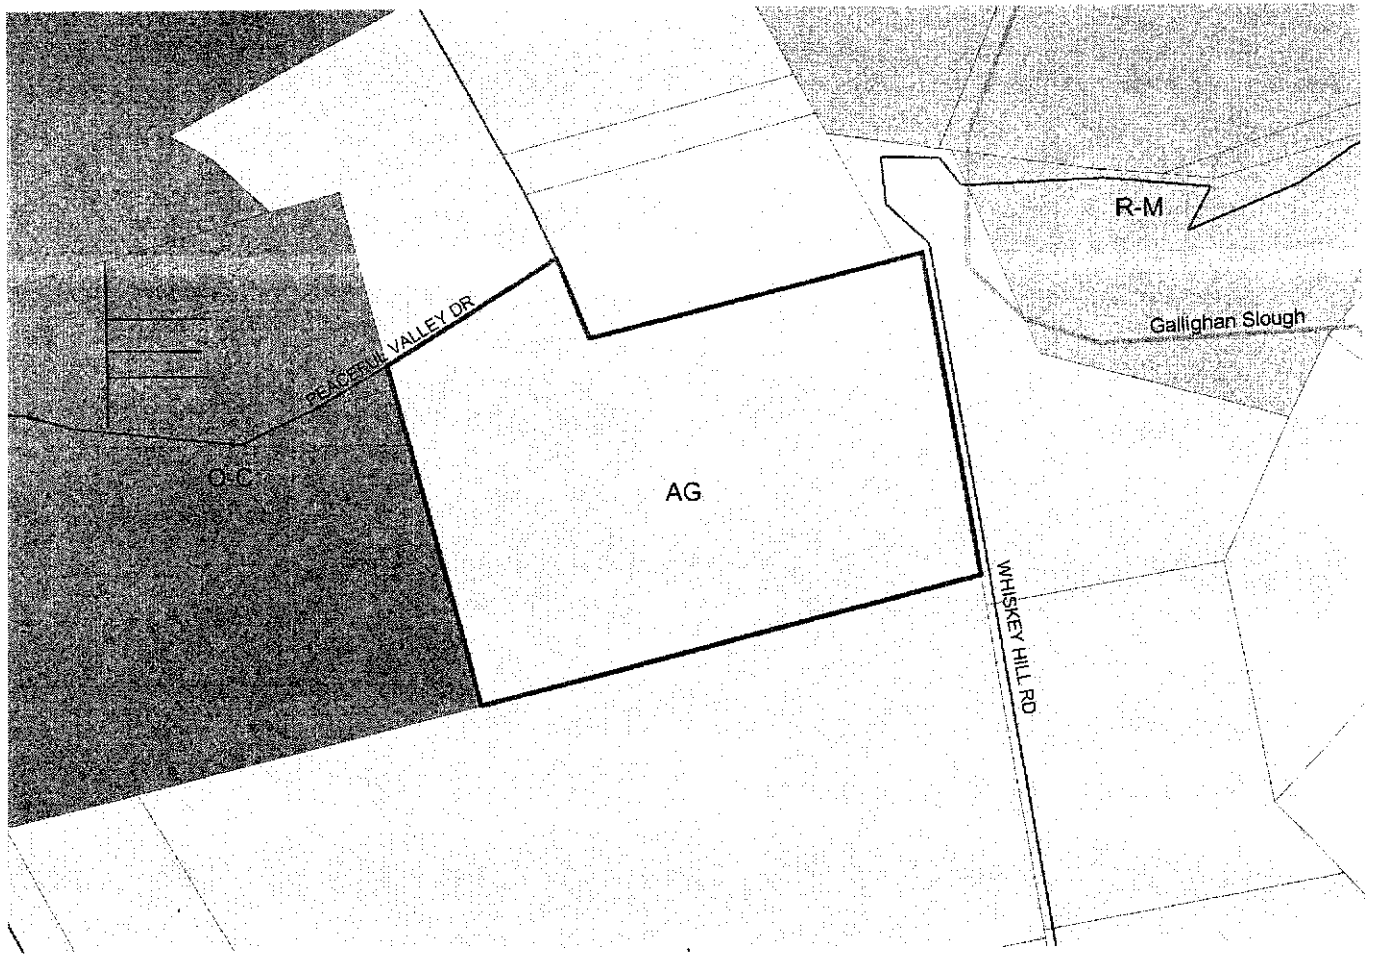 R-M
Gallighan Slough
PEACEFUL VALLEY DR
O-C
AG
WHISKEY HILL RD